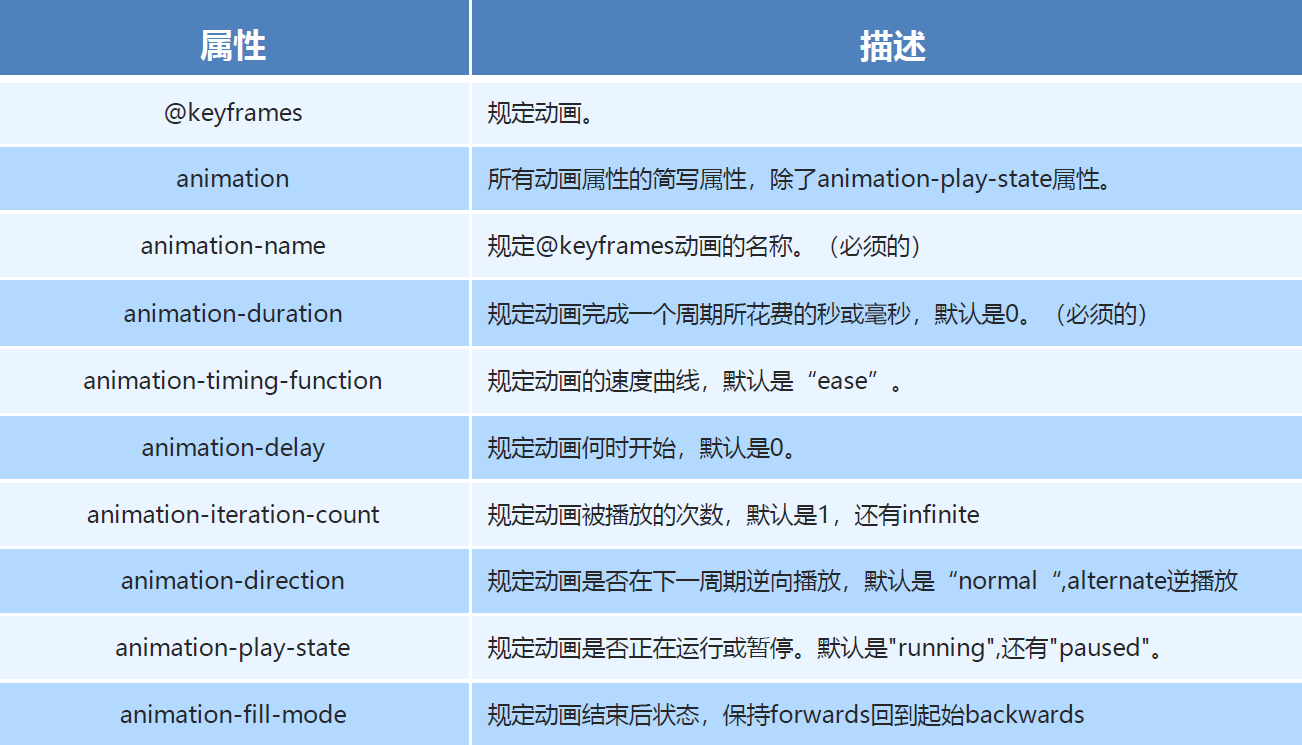 属性 描述
@keyframes 规定动画。
animation 所有动画属性的简写属性，除了animation-play-state属性。
animation-name 规定@keyframes动画的名称。（必须的）
animation-duration 规定动画完成一个周期所花费的秒或毫秒，默认是0。（必须的）
animation-timing-function 规定动画的速度曲线，默认是“ease”。
animation-delay 规定动画何时开始，默认是0。
animation-iteration-count 规定动画被播放的次数，默认是1，还有infinite
animation-direction 规定动画是否在下一周期逆向播放，默认是“normal“,alternate逆播放
animation-play-state 规定动画是否正在运行或暂停。默认是"running",还有"paused"。
animation-fill-mode 规定动画结束后状态，保持forwards回到起始backwards